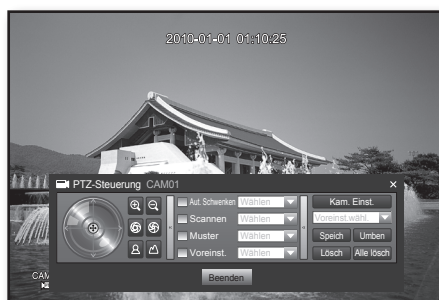 2010-01-01 01:10:25
PTZ-Steuerung CAM01
Aut. Schwenken Wählen
Scannen Wählen
Muster Wählen
Voreinst. Wählen
Kam. Einst.
Voreinst.wähl.
Speich Umben
Lösch Alle lösch
CAM
Beenden